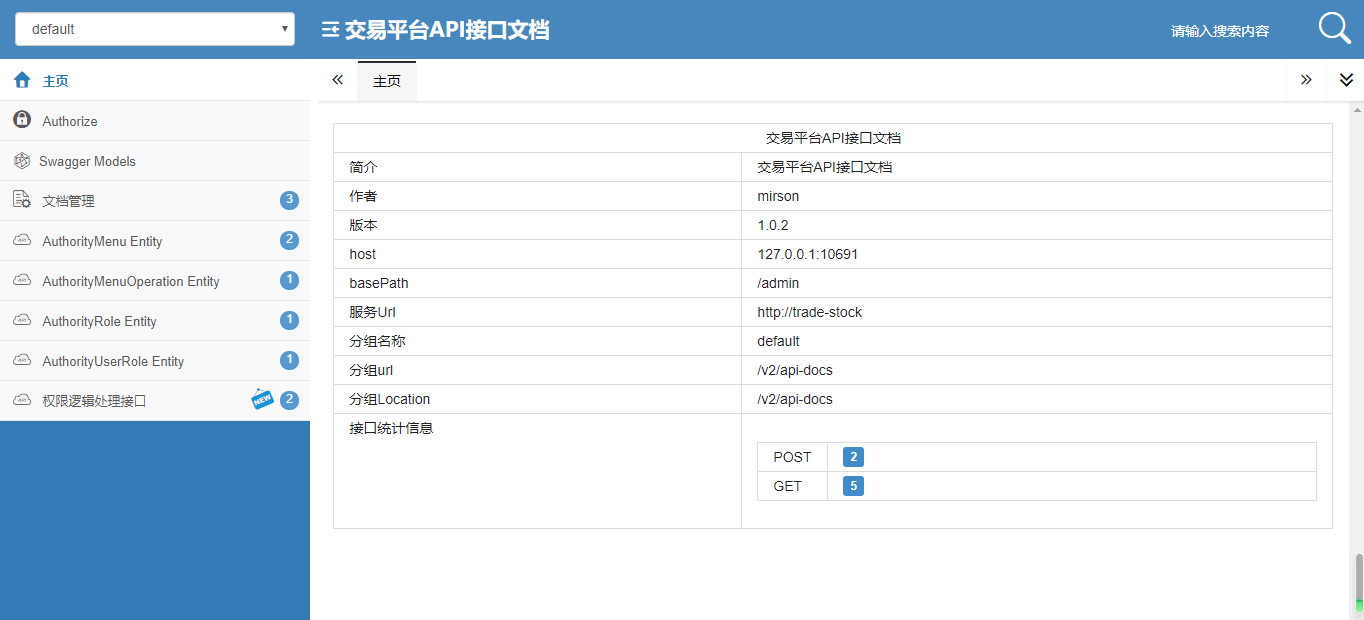 default
交易平台API接口文档
请输入搜索内容
主页
Authorize
Swagger Models
文档管理 3
AuthorityMenu Entity 2
AuthorityMenuOperation Entity 1
AuthorityRole Entity 1
AuthorityUserRole Entity 1
权限逻辑处理接口 NEW 2
主页
交易平台API接口文档
简介 交易平台API接口文档
作者 mirson
版本 1.0.2
host 127.0.0.1:10691
basePath /admin
服务Url http://trade-stock
分组名称 default
分组url /v2/api-docs
分组Location /v2/api-docs
接口统计信息
POST 2
GET 5